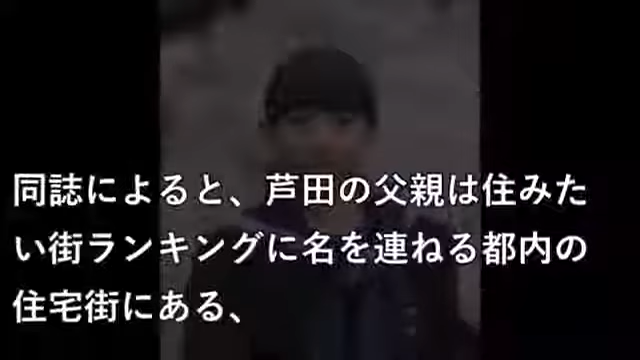 同誌によると、芦田の父親は住みた
い街ランキングに名を連ねる都内の
住宅街にある、